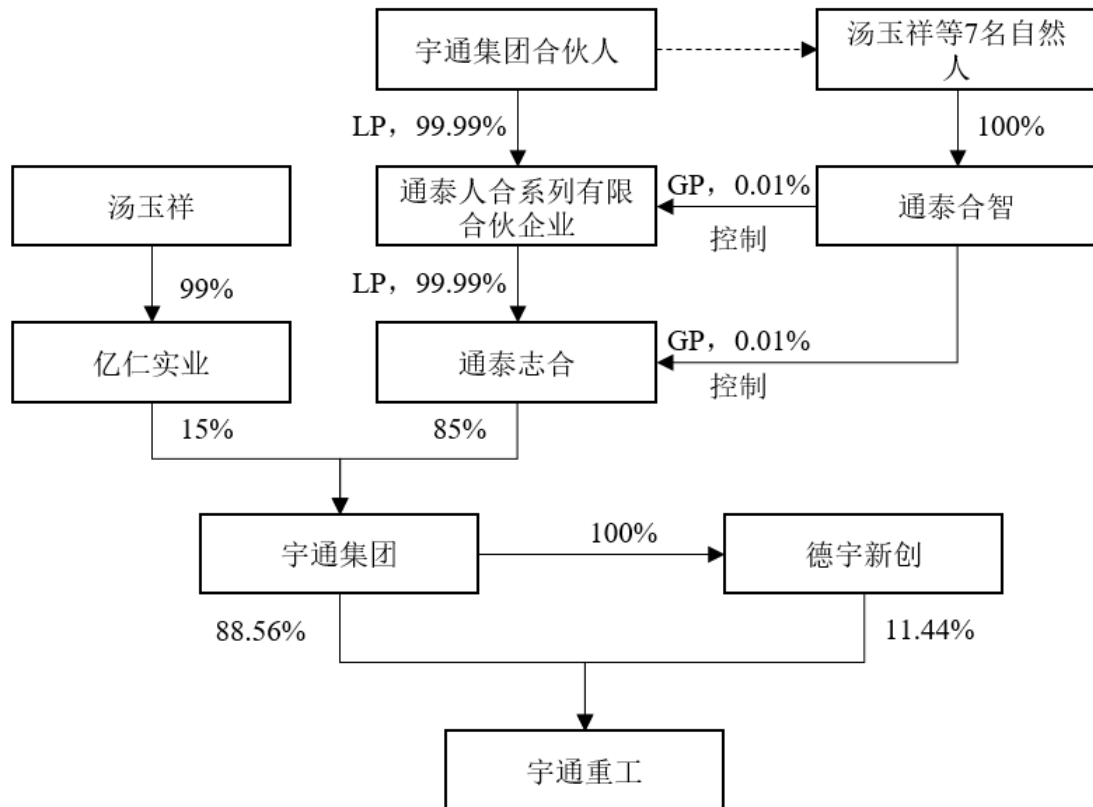 宇通集团合伙人
汤玉祥等7名自然
人
LP，99.99%
100%
汤玉祥
通泰人合系列有限
合伙企业
GP，0.01%
控制
通泰合智
99%
LP，99.99%
亿仁实业
通泰志合
GP，0.01%
控制
15%
85%
宇通集团
100%
德宇新创
88.56%
11.44%
宇通重工